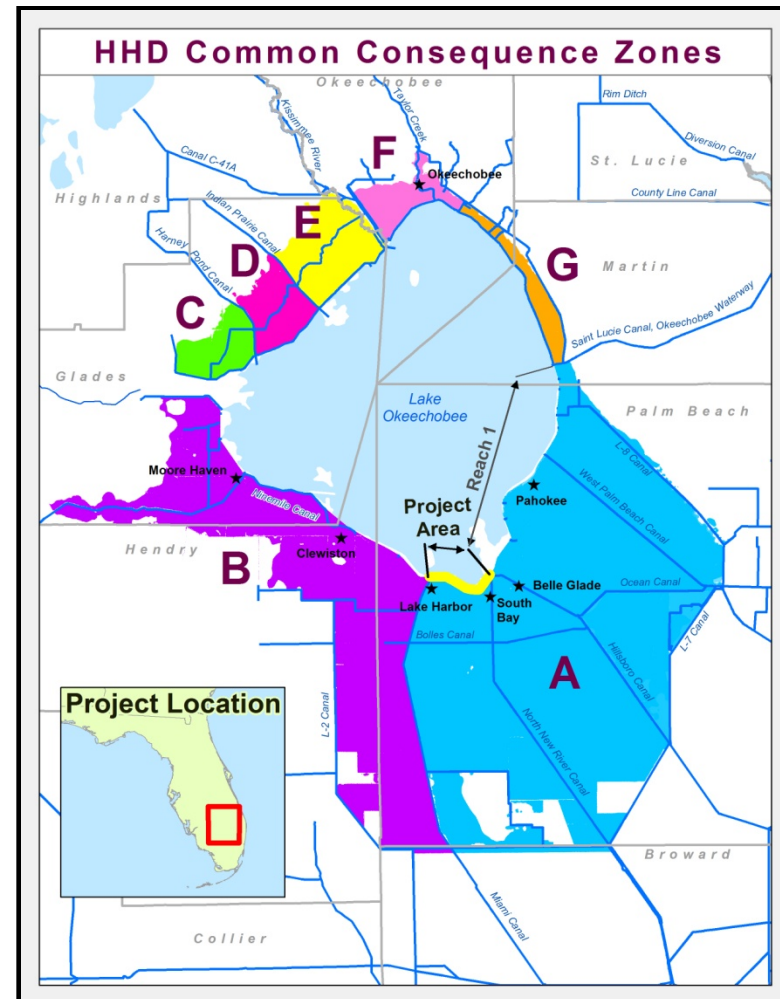 HHD Common Consequence Zones
Okeechobee
Kissimmee River
Taylor Creek
Rim Ditch
Diversion Canal
Canal C-41A
F
Okeechobee
St. Lucie
County Line Canal
Highlands
Indian Prairie Canal
E
Harney Pond Canal
D
G
Martin
C
Saint Lucie Canal, Okeechobee Waterway
Glades
Lake
Okeechobee
Palm Beach
Reach 1
L-8 Canal
Moore Haven
Pahokee
West Palm Beach Canal
Ninemile Canal
Project
Area
Hendry
Clewiston
B
Belle Glade
Ocean Canal
Lake Harbor
South
Bay
L-7 Canal
Bolles Canal
Hillsboro Canal
A
Project Location
L-2 Canal
North New River Canal
Broward
Miami Canal
Collier